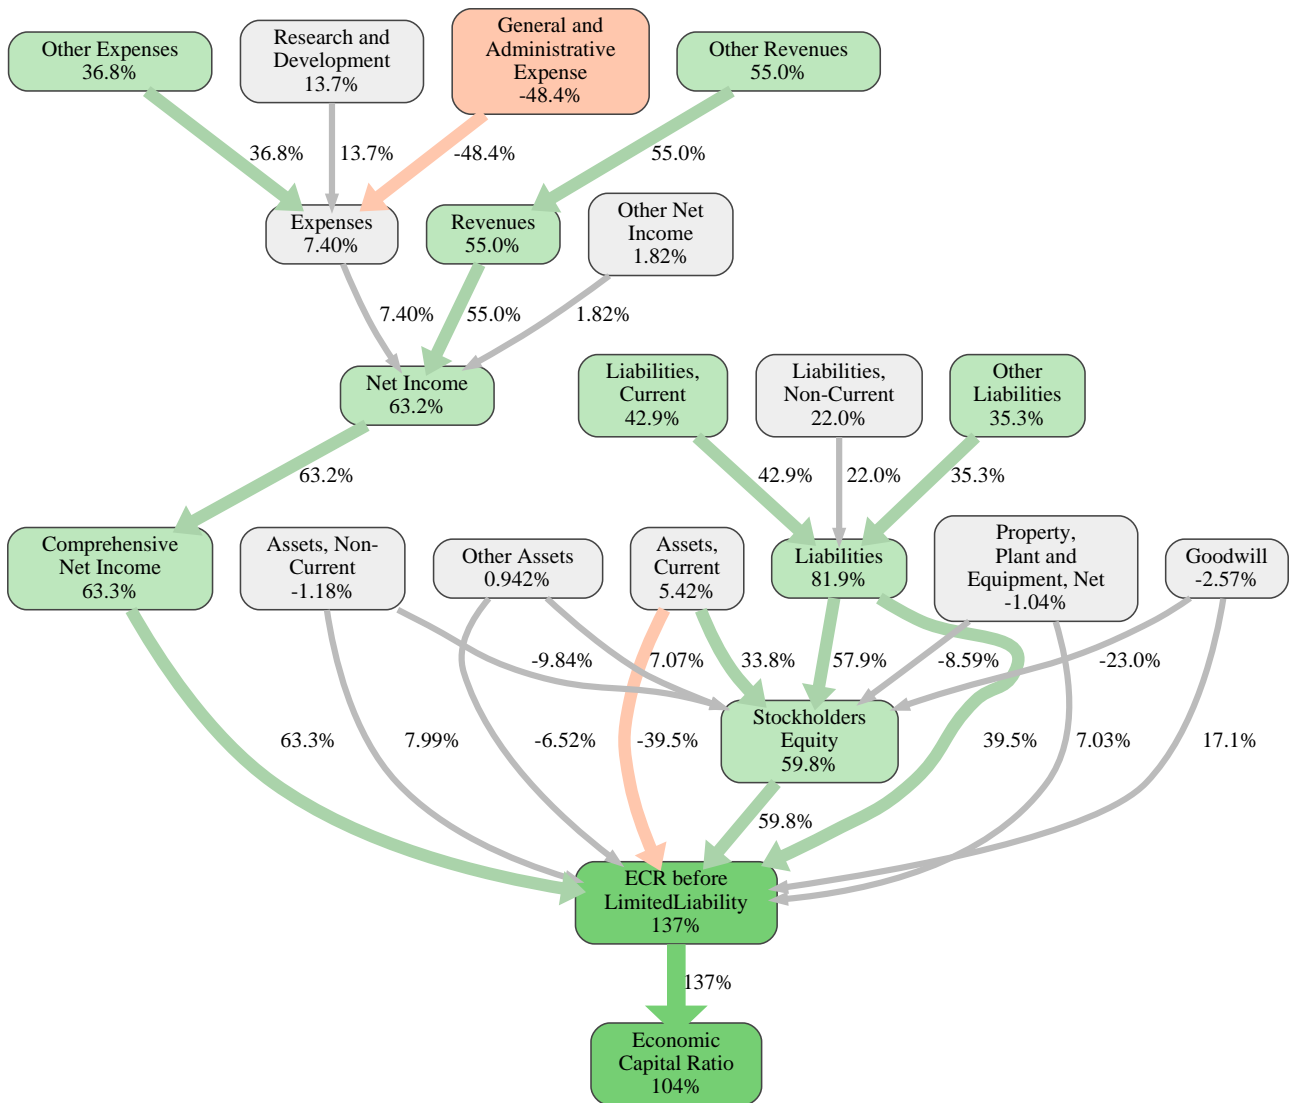 Other Expenses
36.8%
Research and
Development
13.7%
General and
Administrative
Expense
-48.4%
Other Revenues
55.0%
36.8%
13.7%
-48.4%
55.0%
Expenses
7.40%
Revenues
55.0%
Other Net
Income
1.82%
7.40%
55.0%
1.82%
Net Income
63.2%
Liabilities,
Current
42.9%
Liabilities,
Non-Current
22.0%
Other
Liabilities
35.3%
63.2%
42.9%
22.0%
35.3%
Comprehensive
Net Income
63.3%
Assets, Non-
Current
-1.18%
Other Assets
0.942%
Assets,
Current
5.42%
Liabilities
81.9%
Property,
Plant and
Equipment, Net
-1.04%
Goodwill
-2.57%
-9.84%
7.07%
33.8%
57.9%
-8.59%
-23.0%
Stockholders
Equity
59.8%
63.3%
7.99%
-6.52%
-39.5%
39.5%
7.03%
17.1%
59.8%
ECR before
LimitedLiability
137%
137%
Economic
Capital Ratio
104%